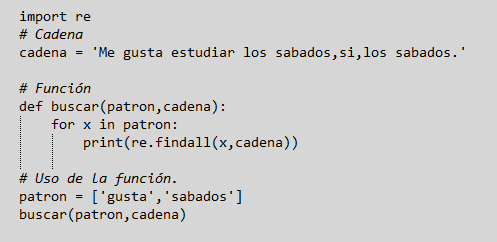 import re
# Cadena
cadena = 'Me gusta estudiar los sabados,si,los sabados.'
# Función
def buscar(patron,cadena):
    for x in patron:
        print(re.findall(x,cadena))
# Uso de la función.
patron = ['gusta','sabados']
buscar(patron,cadena)